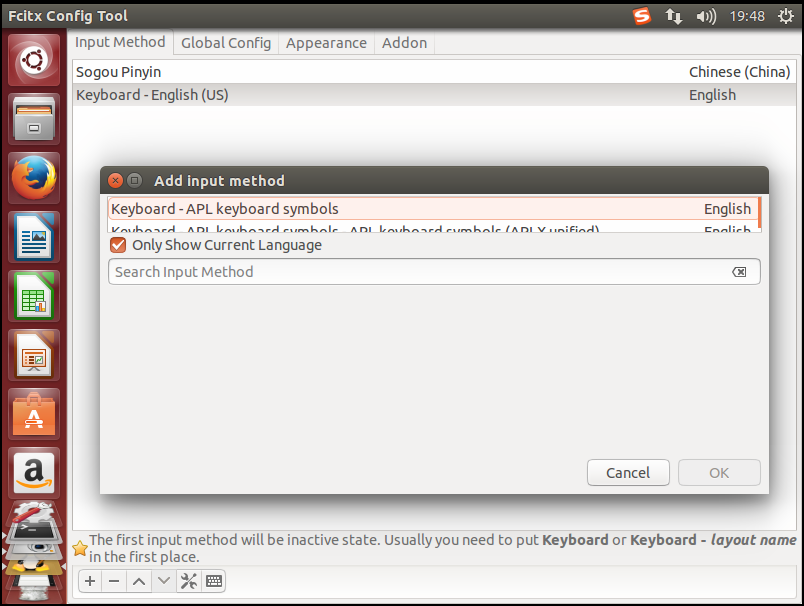 Fcitx Config Tool
19:48
Input Method Global Config Appearance Addon
Sogou Pinyin Chinese (China)
Keyboard - English (US) English
Add input method
Keyboard - APL keyboard symbols English
Keyboard - APL keyboard symbols - APL keyboard symbols (APLX unified) English
Only Show Current Language
Search Input Method
Cancel OK
The first input method will be inactive state. Usually you need to put Keyboard or Keyboard - layout name
in the first place.